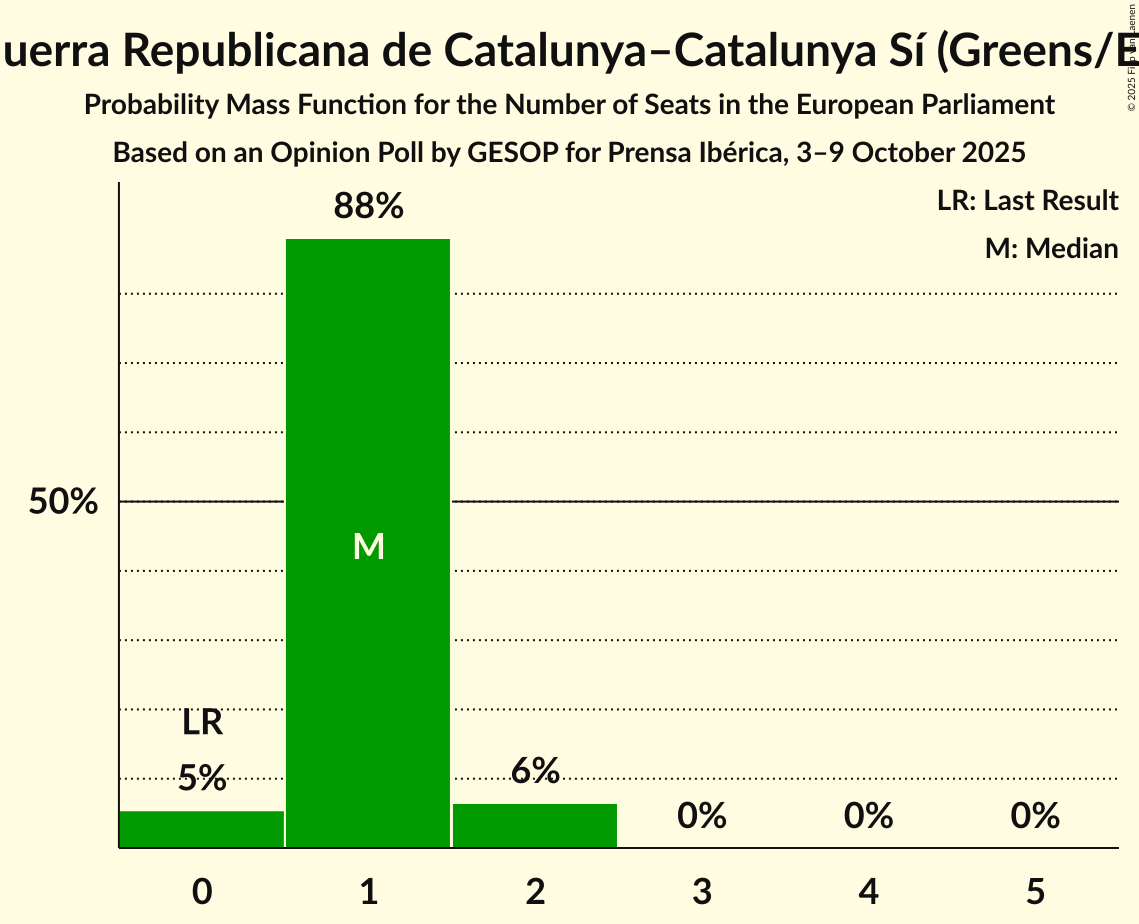 uerra Republicana de Catalunya–Catalunya Sí (Greens/E
Probability Mass Function for the Number of Seats in the European Parliament
Based on an Opinion Poll by GESOP for Prensa Ibérica, 3–9 October 2025
LR: Last Result
M: Median
88%
50%
M
LR
5%
6%
0%
0%
0%
0
1
2
3
4
5
© 2025 Laenen